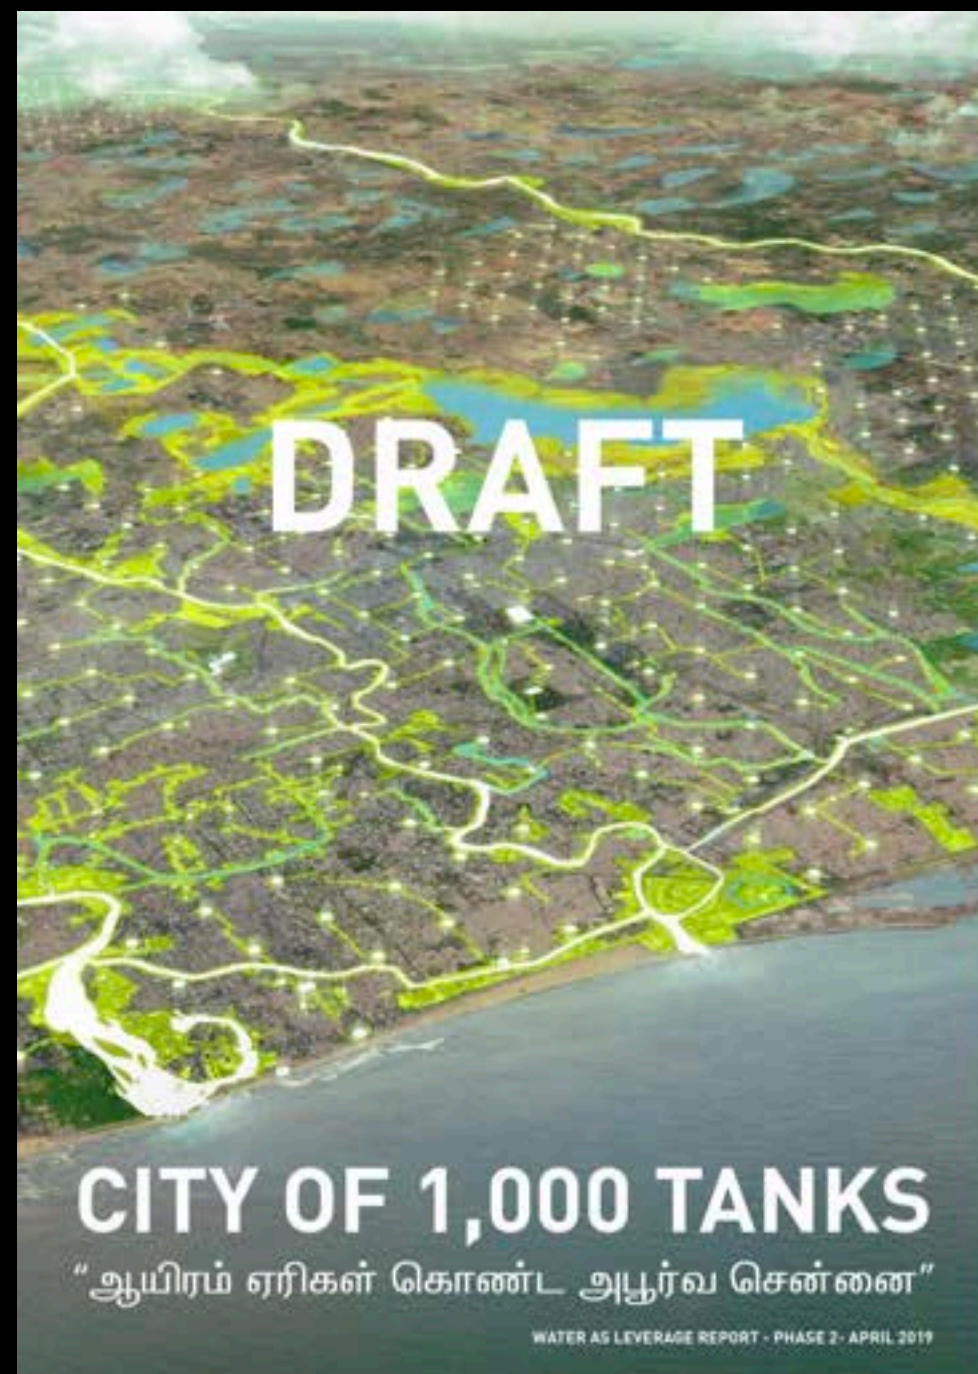 DRAFT
CITY OF 1,000 TANKS
“ஆயிரம் ஏரிகள் கொண்ட அபூர்வ சென்னை”
WATER AS LEVERAGE REPORT - PHASE 2- APRIL 2019